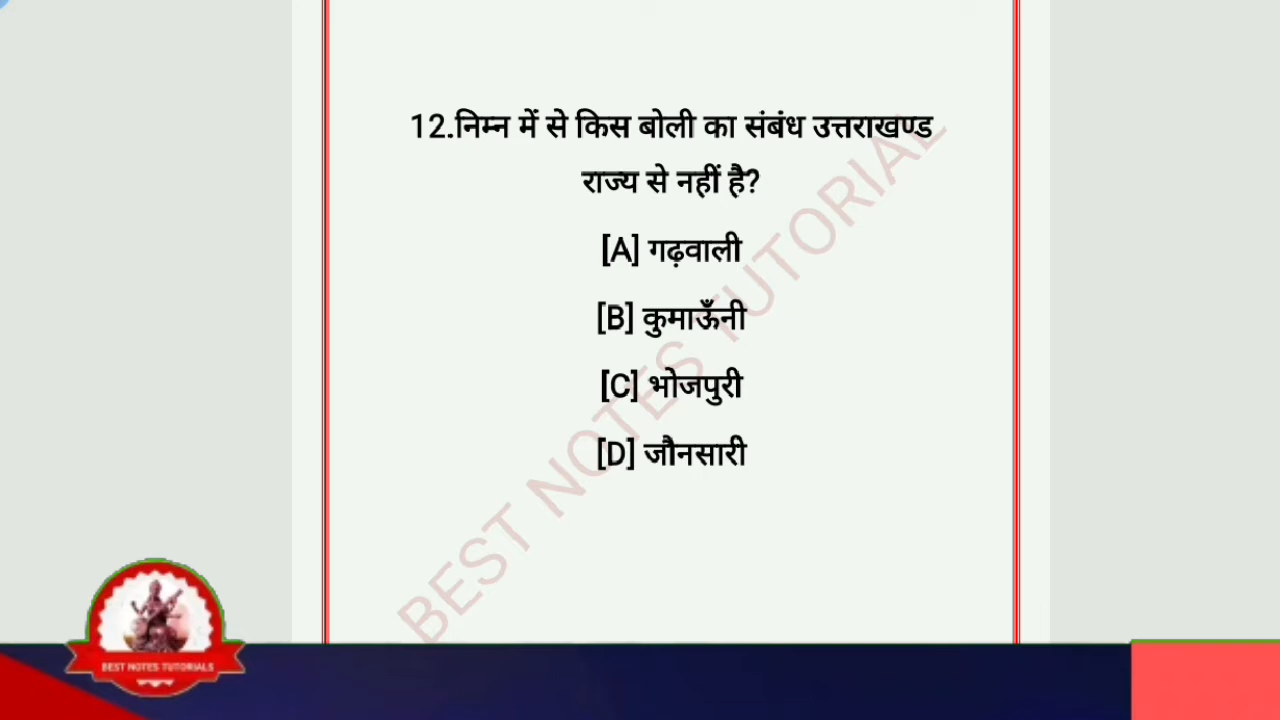 12.निम्न में से किस बोली का संबंध उत्तराखण्ड
राज्य से नहीं है?
[A] गढ़वाली
[B] कुमाऊँनी
[C] भोजपुरी
[D] जौनसारी
BEST NOTES TUTORIAL
BEST NOTES TUTORIALS